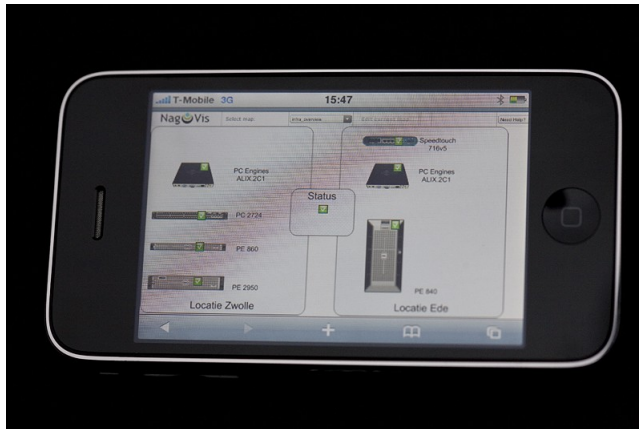 T-Mobile 3G 15:47
NagVis Select map infra_overview Need Help?
PC Engines
ALIX.2C1
PC 2724
PE 860
PE 2950
Locatie Zwolle
Status
Speedtouch
716v5
PC Engines
ALIX.2C1
PE 840
Locatie Ede